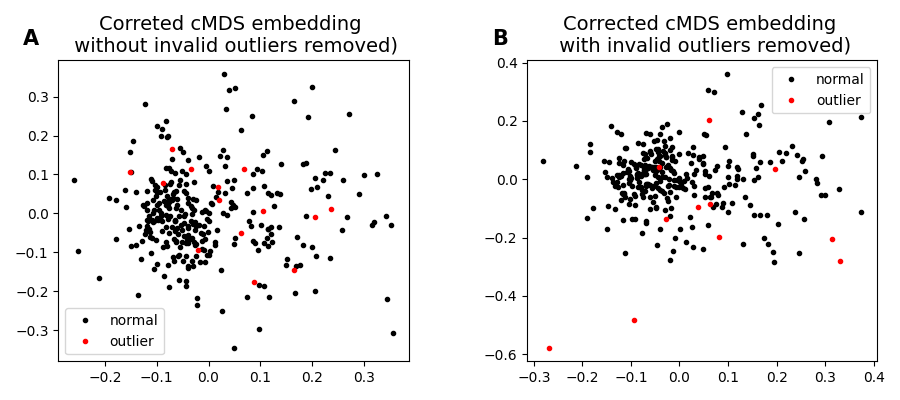 A
Correted cMDS embedding
without invalid outliers removed)
0.3
0.2
0.1
0.0
−0.1
−0.2
−0.3
normal
outlier
−0.2
−0.1
0.0
0.1
0.2
0.3
B
Corrected cMDS embedding
with invalid outliers removed)
0.4
0.2
0.0
−0.2
−0.4
−0.6
normal
outlier
−0.3
−0.2
−0.1
0.0
0.1
0.2
0.3
0.4